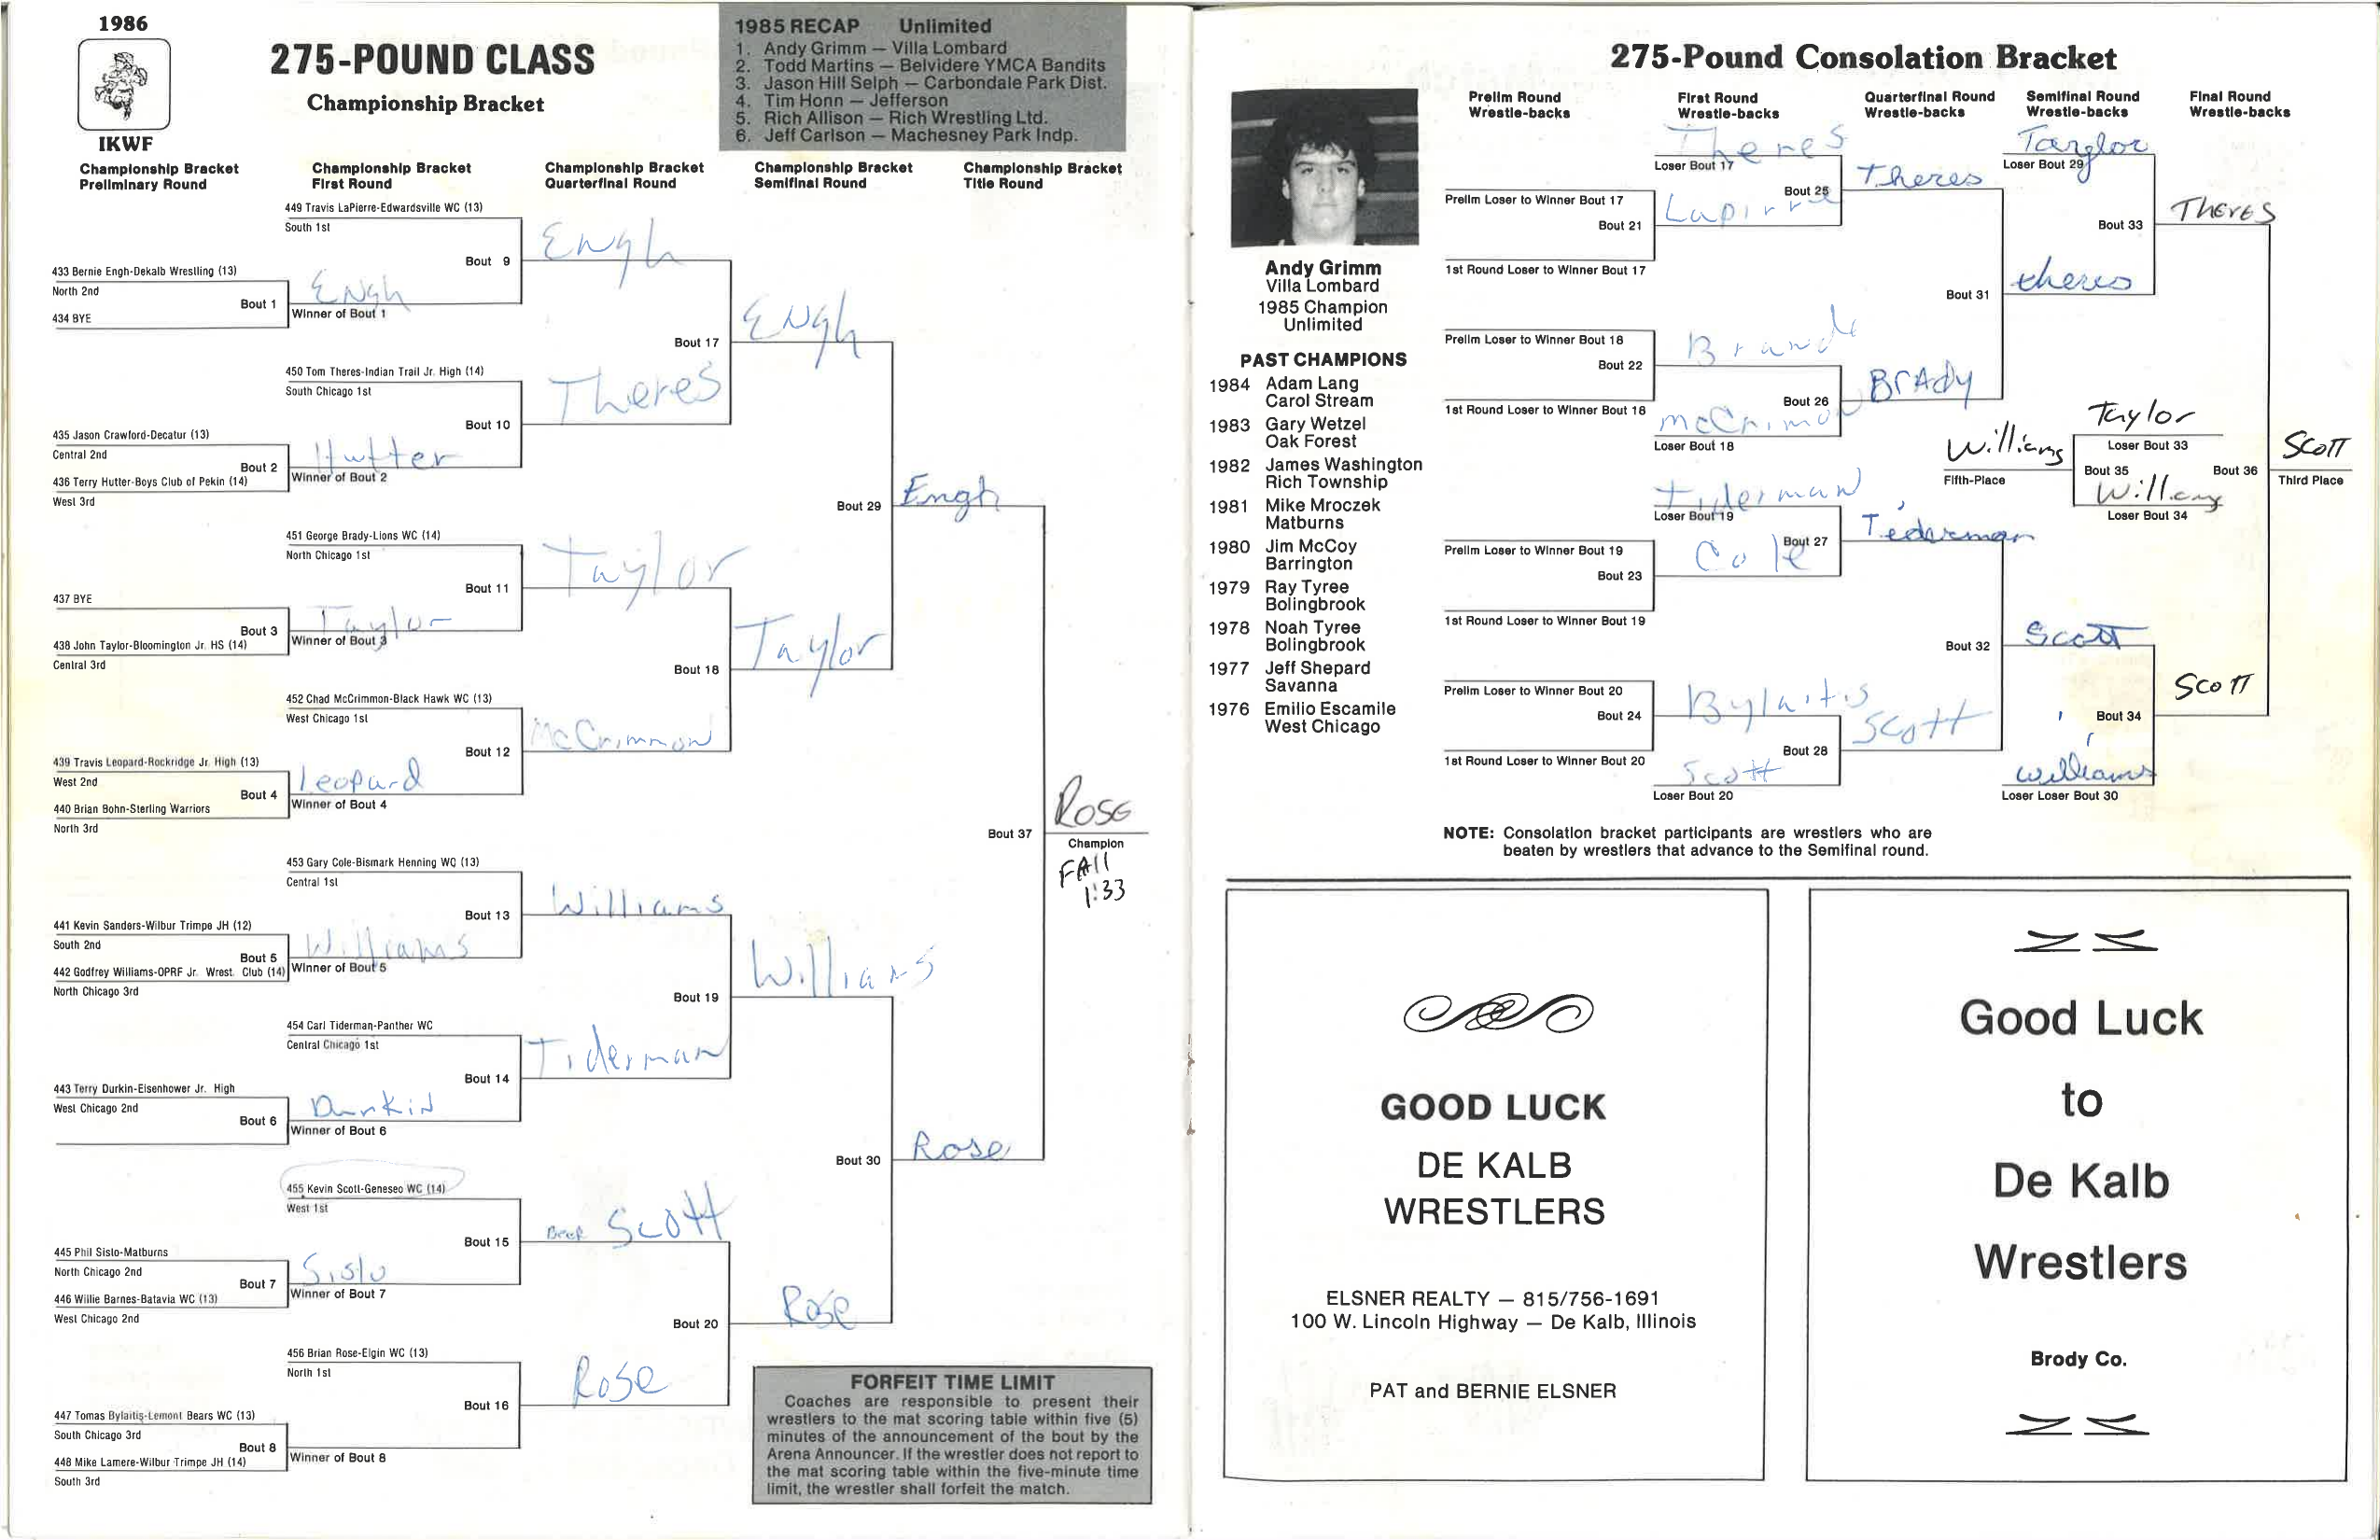 1986
IKWF
275-POUND CLASS
Championship Bracket
1985 RECAP Unlimited
1. Andy Grimm — Villa Lombard
2. Todd Martins — Belvidere YMCA Bandits
3. Jason Hill Selph — Carbondale Park Dist.
4. Tim Honn — Jefferson
5. Rich Allison — Rich Wrestling Ltd.
6. Jeff Carlson — Machesney Park Indp.
Championship Bracket
Preliminary Round
Championship Bracket
First Round
Championship Bracket
Quarterfinal Round
Championship Bracket
Semifinal Round
Championship Bracket
Title Round
433 Bernie Engh-Dekalb Wrestling (13)
North 2nd
Bout 1
434 BYE
435 Jason Crawford-Decatur (13)
Central 2nd
Bout 2
436 Terry Hutter-Boys Club of Pekin (14)
West 3rd
437 BYE
Bout 3
438 John Taylor-Bloomington Jr. HS (14)
Central 3rd
439 Travis Leopard-Rockridge Jr. High (13)
West 2nd
Bout 4
440 Brian Bohn-Sterling Warriors
North 3rd
441 Kevin Sanders-Wilbur Trimpe JH (12)
South 2nd
Bout 5
442 Godfrey Williams-OPRF Jr. Wrest. Club (14)
North Chicago 3rd
443 Terry Durkin-Eisenhower Jr. High
West Chicago 2nd
Bout 6
445 Phil Sislo-Matburns
North Chicago 2nd
Bout 7
446 Willie Barnes-Batavia WC (13)
West Chicago 2nd
447 Tomas Bylaitis-Lemont Bears WC (13)
South Chicago 3rd
Bout 8
448 Mike Lamere-Wilbur Trimpe JH (14)
South 3rd
449 Travis LaPierre-Edwardsville WC (13)
South 1st
Bout 9
Engh
Winner of Bout 1
450 Tom Theres-Indian Trail Jr. High (14)
South Chicago 1st
Bout 10
Hutter
Winner of Bout 2
451 George Brady-Lions WC (14)
North Chicago 1st
Bout 11
Taylor
Winner of Bout 3
452 Chad McCrimmon-Black Hawk WC (13)
West Chicago 1st
Bout 12
Leopard
Winner of Bout 4
453 Gary Cole-Bismark Henning WC (13)
Central 1st
Bout 13
Williams
Winner of Bout 5
454 Carl Tiderman-Panther WC
Central Chicago 1st
Bout 14
Durkin
Winner of Bout 6
455 Kevin Scott-Geneseo WC (14)
West 1st
Bout 15
Sislo
Winner of Bout 7
456 Brian Rose-Elgin WC (13)
North 1st
Bout 16
Winner of Bout 8
Engh
Bout 17
Theres
Taylor
Bout 18
McCrimmon
Williams
Bout 19
Tiderman
Scott
Bout 20
Rose
Engh
Bout 29
Taylor
Williams
Bout 30
Rose
Engh
Bout 37
Rose
Rose
Champion
FAll
1:33
FORFEIT TIME LIMIT
Coaches are responsible to present their
wrestlers to the mat scoring table within five (5)
minutes of the announcement of the bout by the
Arena Announcer. If the wrestler does not report to
the mat scoring table within the five-minute time
limit, the wrestler shall forfeit the match.
275-Pound Consolation Bracket
Andy Grimm
Villa Lombard
1985 Champion
Unlimited
PAST CHAMPIONS
1984 Adam Lang
Carol Stream
1983 Gary Wetzel
Oak Forest
1982 James Washington
Rich Township
1981 Mike Mroczek
Matburns
1980 Jim McCoy
Barrington
1979 Ray Tyree
Bolingbrook
1978 Noah Tyree
Bolingbrook
1977 Jeff Shepard
Savanna
1976 Emilio Escamile
West Chicago
Prelim Round
Wrestle-backs
First Round
Wrestle-backs
Quarterfinal Round
Wrestle-backs
Semifinal Round
Wrestle-backs
Final Round
Wrestle-backs
Prelim Loser to Winner Bout 17
Bout 21
1st Round Loser to Winner Bout 17
Prelim Loser to Winner Bout 18
Bout 22
1st Round Loser to Winner Bout 18
Prelim Loser to Winner Bout 19
Bout 23
1st Round Loser to Winner Bout 19
Prelim Loser to Winner Bout 20
Bout 24
1st Round Loser to Winner Bout 20
Theres
Loser Bout 17
Bout 25
Lapirre
Bout 26
McCrimon
Loser Bout 18
Tiderman
Loser Bout 19
Bout 27
Cole
Bylaitis
Bout 28
Scott
Loser Bout 20
Theres
Bout 31
BrAdy
Tederman
Bout 32
Scott
Taylor
Loser Bout 29
Bout 33
theres
Scott
Bout 34
Williams
Loser Loser Bout 30
Theres
Bout 36
Scott
Scott
Third Place
Taylor
Loser Bout 33
Bout 35
Williams
Loser Bout 34
Williams
Fifth-Place
NOTE: Consolation bracket participants are wrestlers who are
beaten by wrestlers that advance to the Semifinal round.
GOOD LUCK
DE KALB
WRESTLERS
ELSNER REALTY — 815/756-1691
100 W. Lincoln Highway — De Kalb, Illinois
PAT and BERNIE ELSNER
Good Luck
to
De Kalb
Wrestlers
Brody Co.